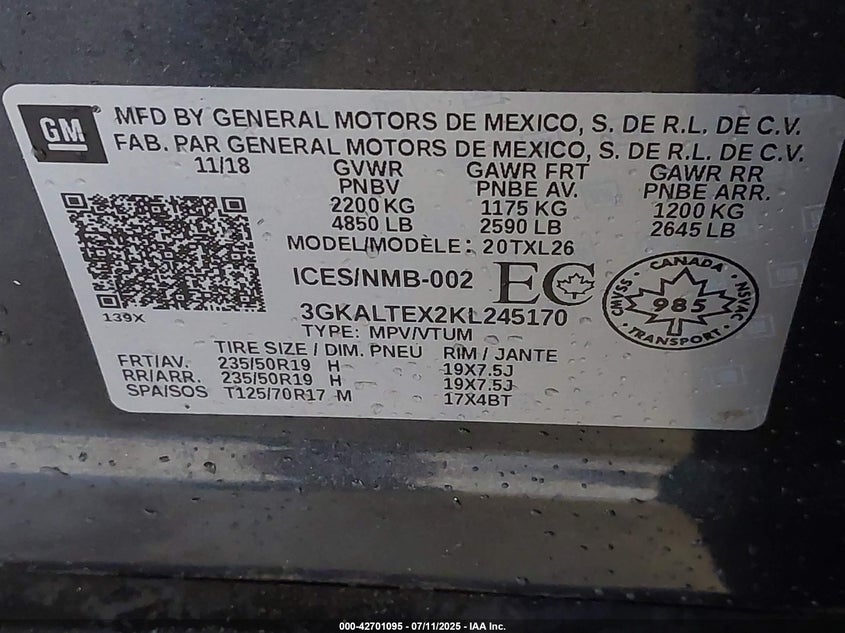 GM
MFD BY GENERAL MOTORS DE MEXICO, S. DE R.L. DE C.V.
FAB. PAR GENERAL MOTORS DE MEXICO, S. DE R.L. DE C.V.
11/18 GVWR GAWR FRT GAWR RR
PNBV PNBE AV. PNBE ARR.
2200 KG 1175 KG 1200 KG
4850 LB 2590 LB 2645 LB
MODEL/MODÈLE: 20TXL26
ICES/NMB-002 EC
CANADA
CMVSS 985 NSVAC
TRANSPORT
139X
3GKALTEX2KL245170
TYPE: MPV/VTUM
TIRE SIZE / DIM. PNEU RIM / JANTE
FRT/AV. 235/50R19 H 19X7.5J
RR/ARR. 235/50R19 H 19X7.5J
SPA/SOS T125/70R17 M 17X4BT
000-42701095 - 07/11/2025 - IAA Inc.